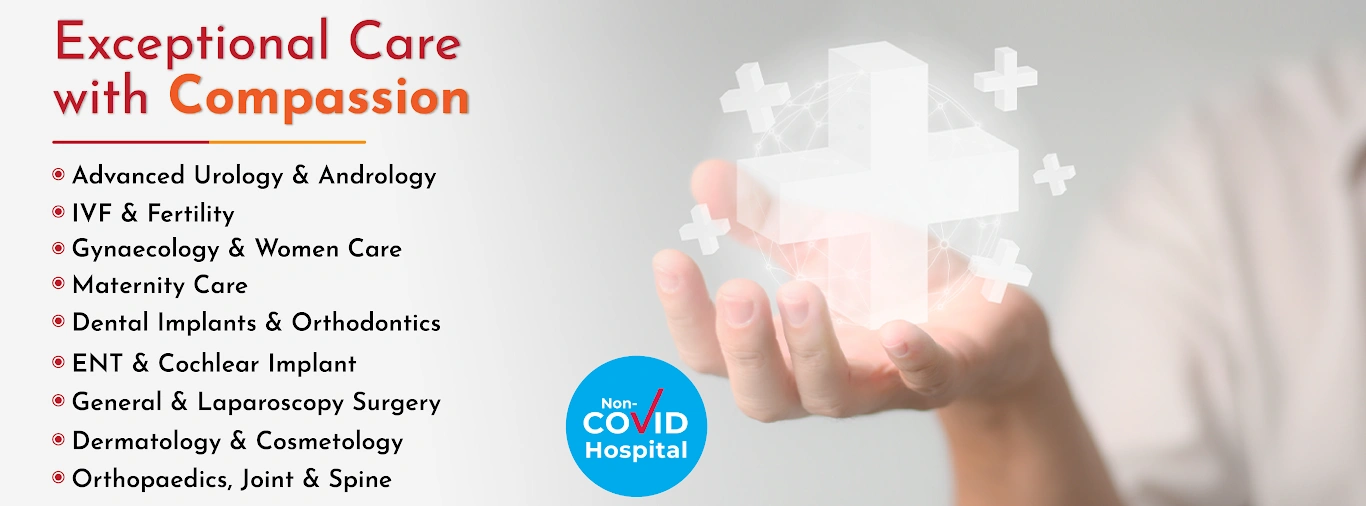 Exceptional Care
with Compassion
Advanced Urology & Andrology
IVF & Fertility
Gynaecology & Women Care
Maternity Care
Dental Implants & Orthodontics
ENT & Cochlear Implant
General & Laparoscopy Surgery
Dermatology & Cosmetology
Orthopaedics, Joint & Spine
Non-
COVID
Hospital